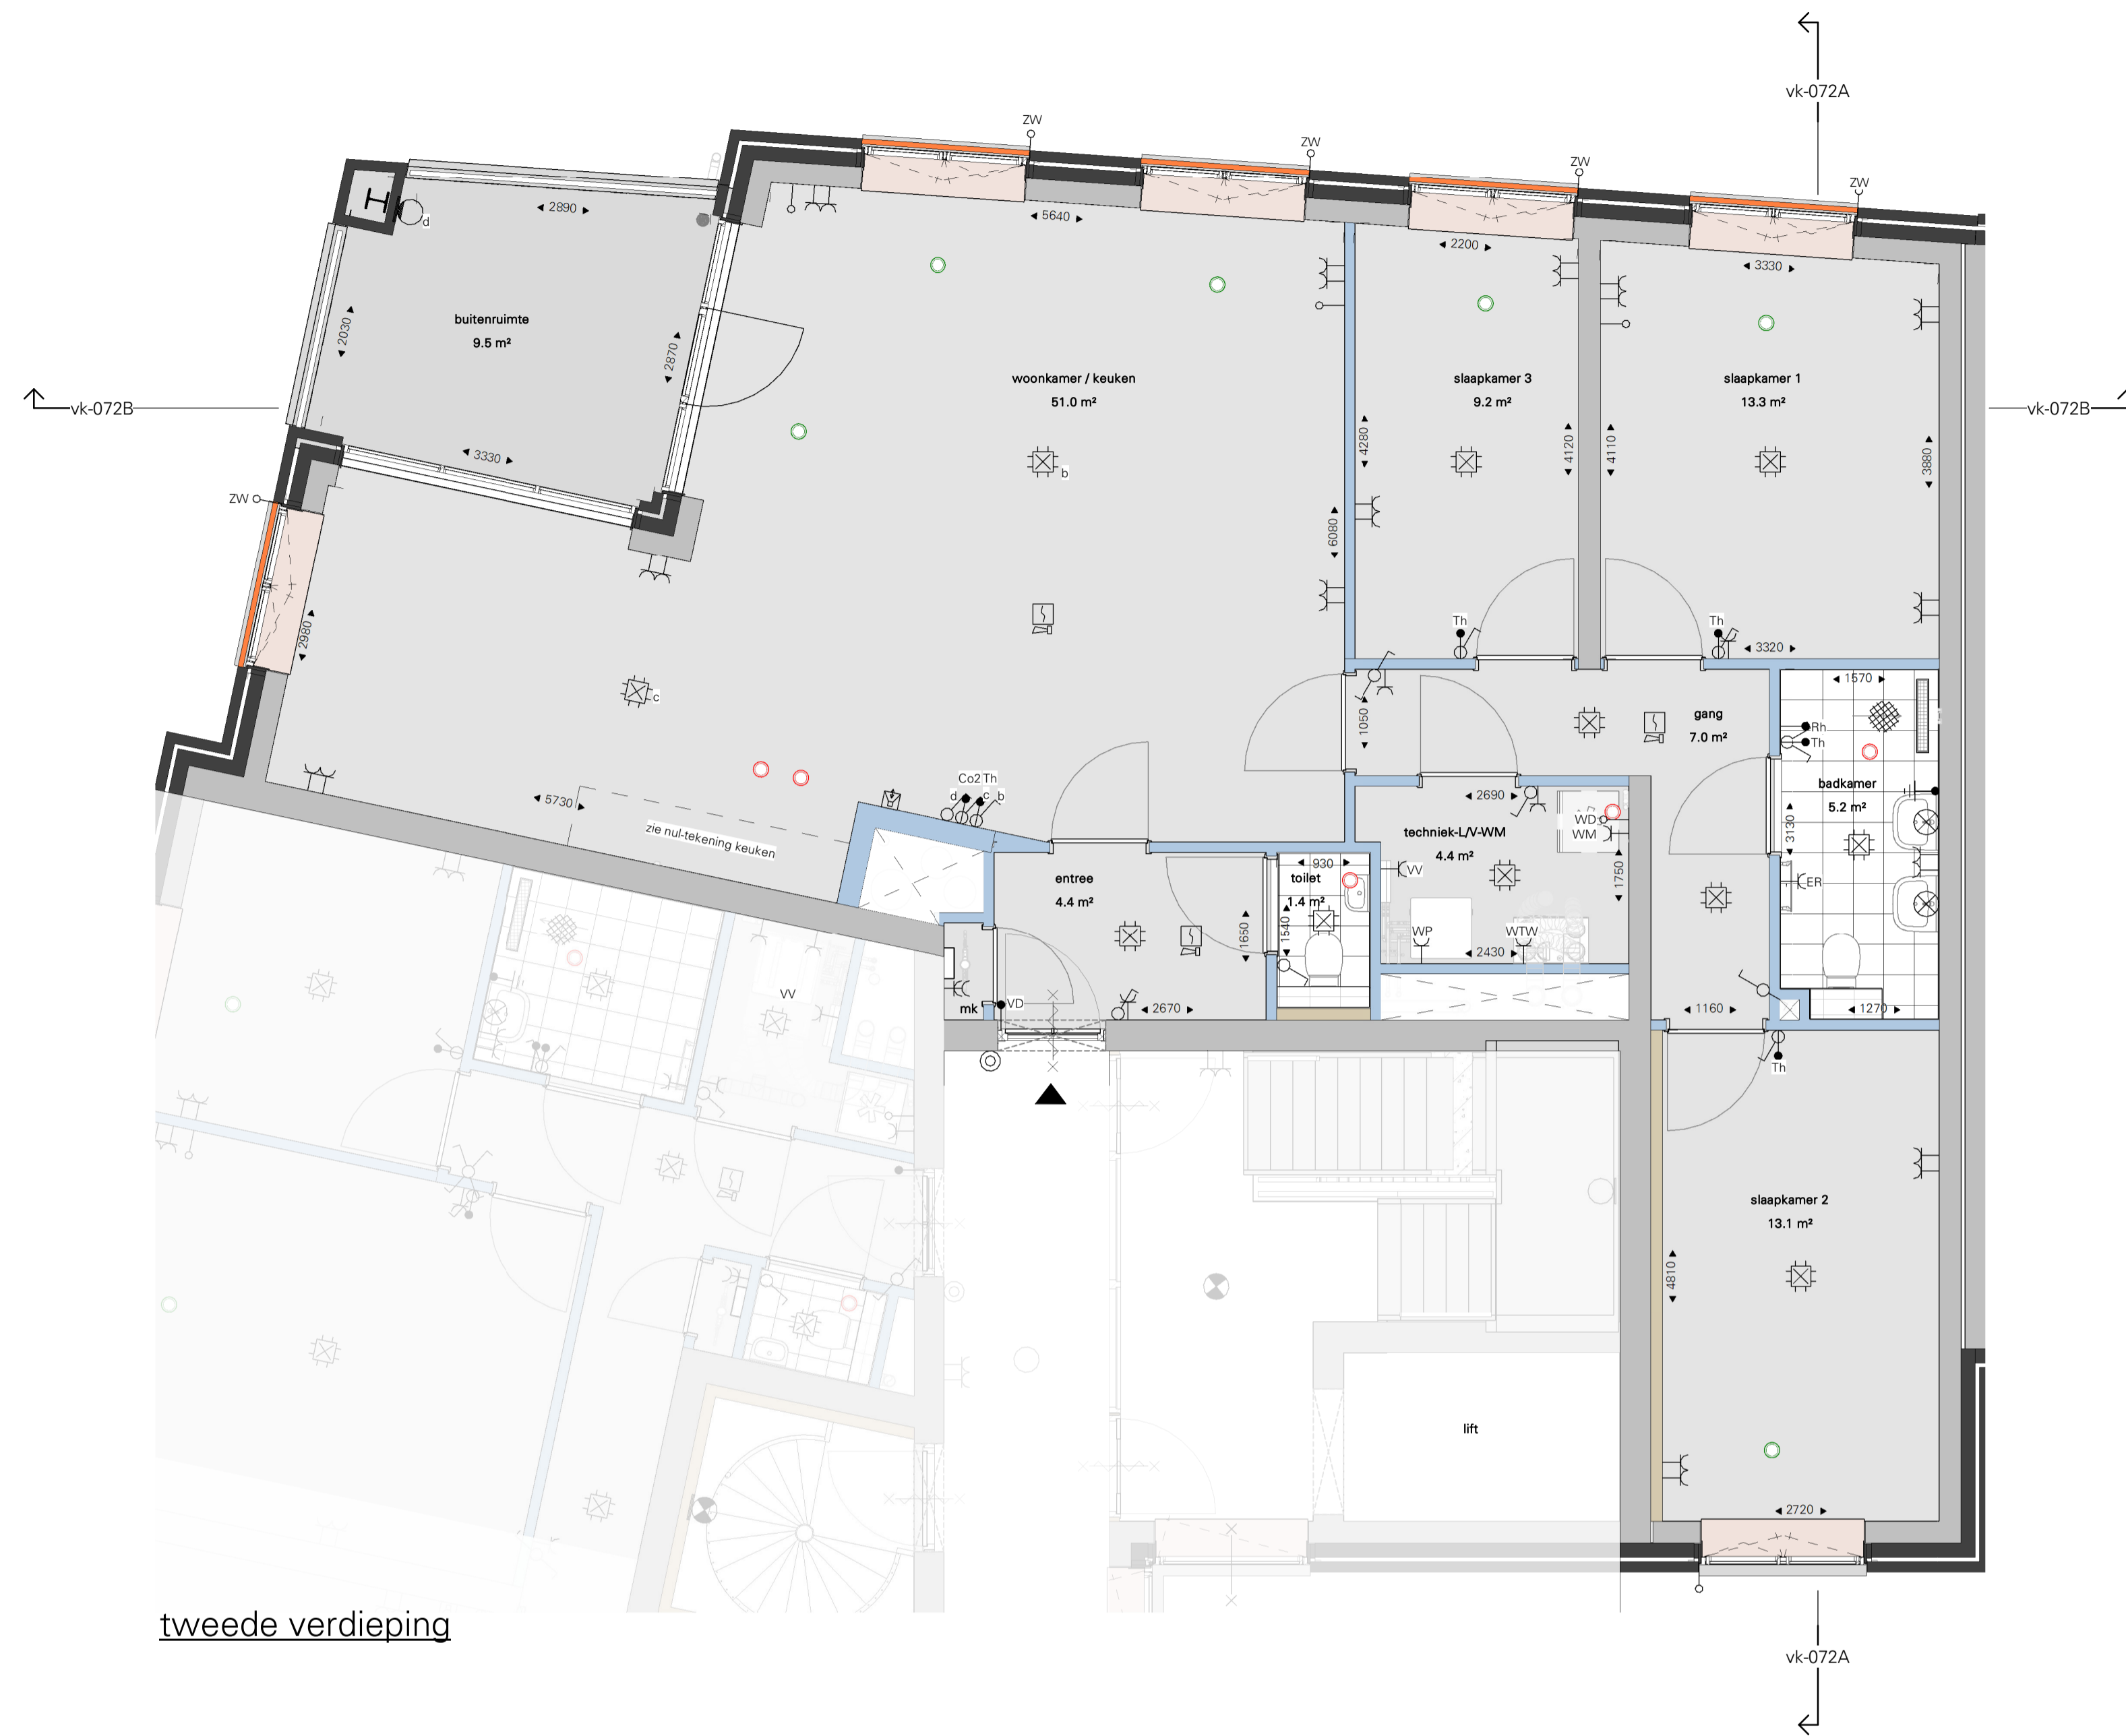 vk-072A
ZW
ZW
ZW
ZW
2890
5640
2200
3330
d
buitenruimte
9.5 m²
2030
2870
woonkamer / keuken
51.0 m²
slaapkamer 3
9.2 m²
slaapkamer 1
13.3 m²
vk-072B
vk-072B
3330
4280
4120
4110
3880
b
ZW
6080
2980
Th
Th
3320
c
1570
1050
gang
7.0 m²
Rh
Th
Co2 Th
d
c
b
5730
zie nul-tekening keuken
2690
badkamer
5.2 m²
WD
WM
techniek-L/V-WM
4.4 m²
3130
930
VV
1750
entree
4.4 m²
toilet
1.4 m²
ER
1650
1540
WP
WTW
2430
VV
mk
VD
2670
1160
1270
Th
slaapkamer 2
13.1 m²
4810
lift
2720
tweede verdieping
vk-072A